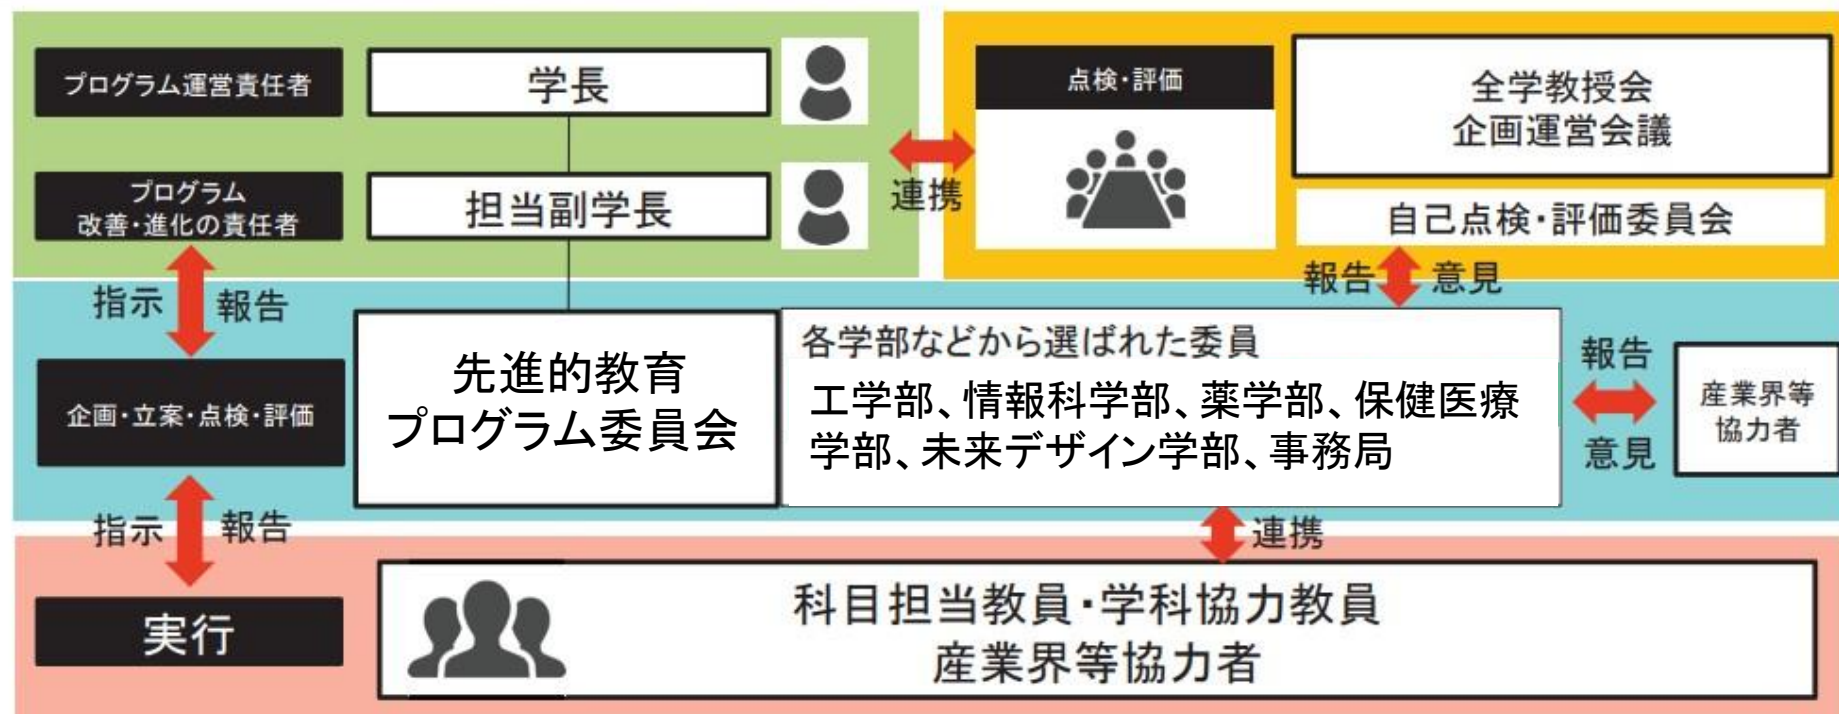 プログラム運営責任者
学長
点検・評価
全学教授会
企画運営会議
プログラム
改善・進化の責任者
担当副学長
連携
自己点検・評価委員会
指示
報告
報告
意見
企画・立案・点検・評価
先進的教育
プログラム委員会
各学部などから選ばれた委員
工学部、情報科学部、薬学部、保健医療
学部、未来デザイン学部、事務局
報告
意見
産業界等
協力者
指示
報告
連携
実行
科目担当教員・学科協力教員
産業界等協力者